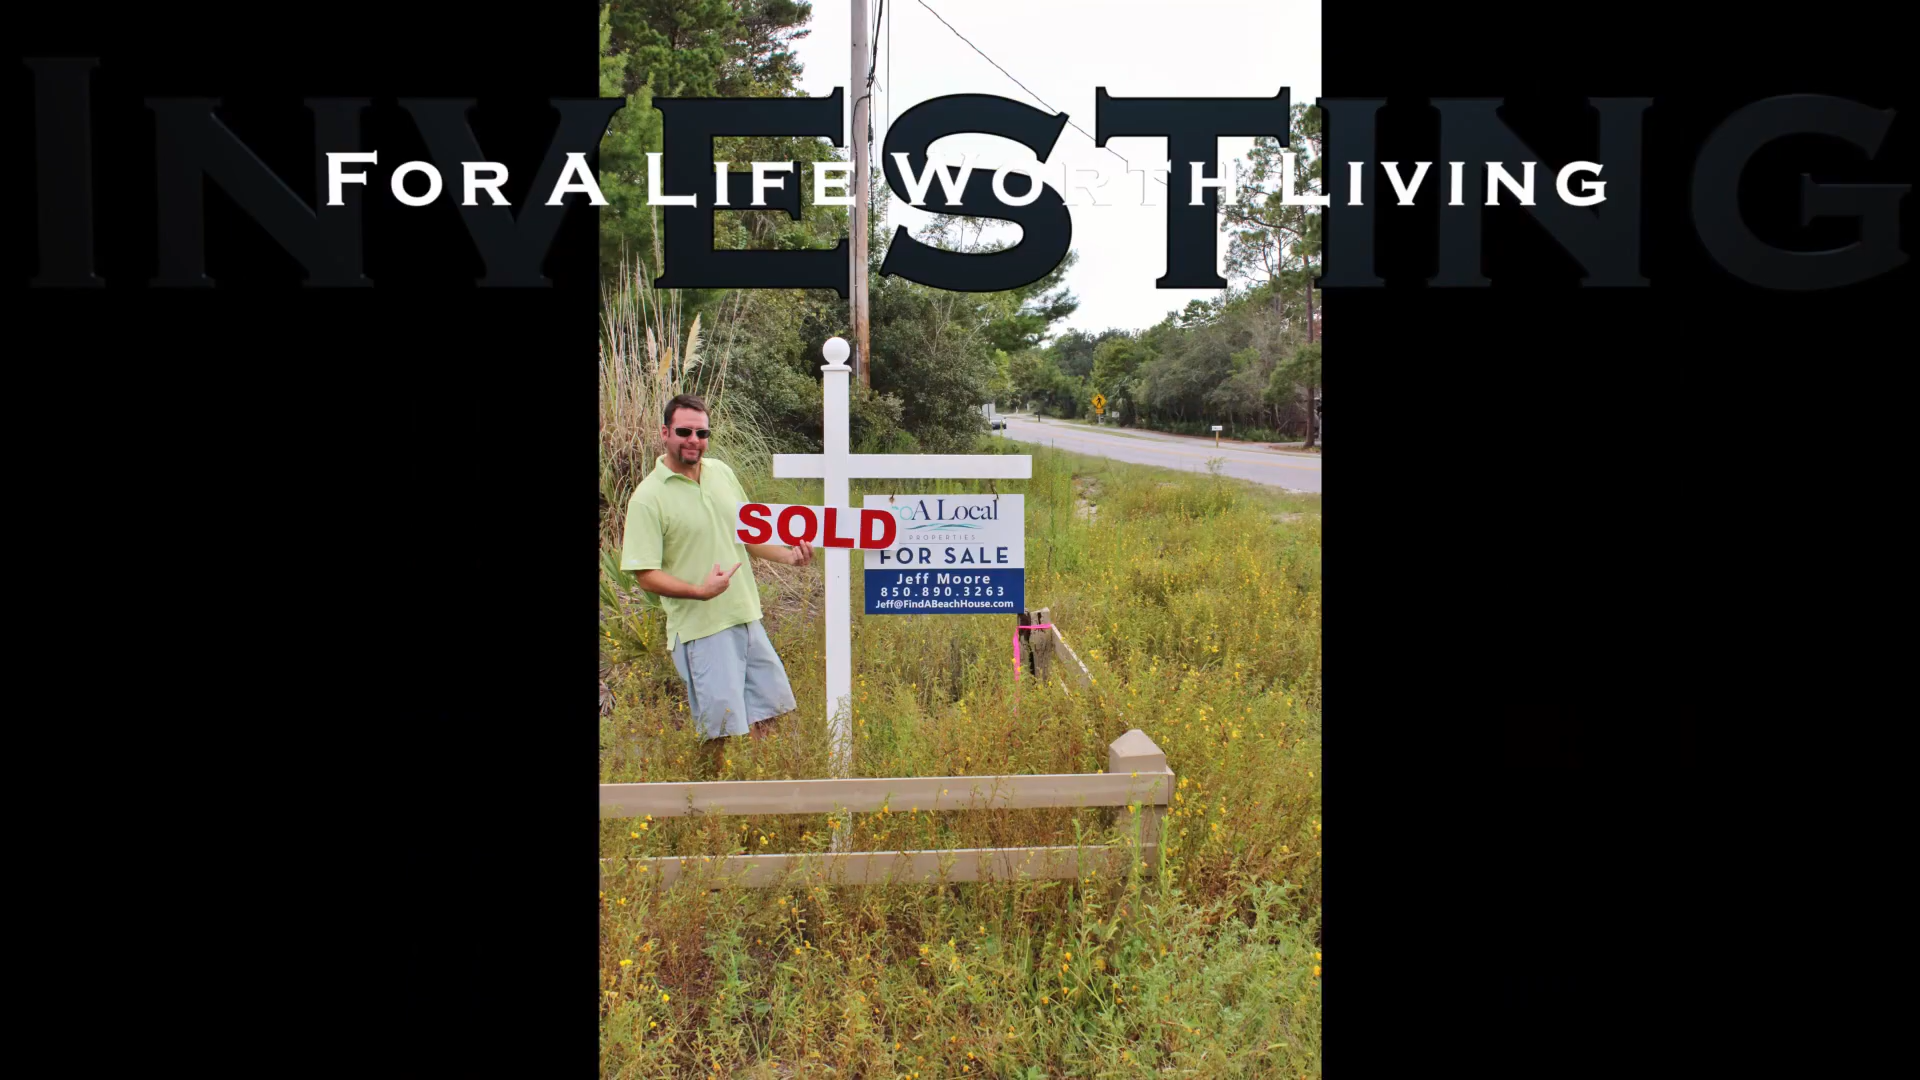 INVESTING
FOR A LIFE WORTH LIVING
SOLD
A Local
PROPERTIES
FOR SALE
Jeff Moore
850.890.3263
Jeff@FindABeachHouse.com